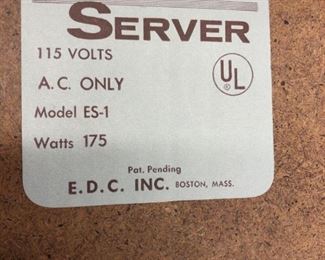 SERVER
115 VOLTS
A.C. ONLY
UL
®
Model ES-1
Watts 175
Pat. Pending
E.D.C. INC. BOSTON, MASS.